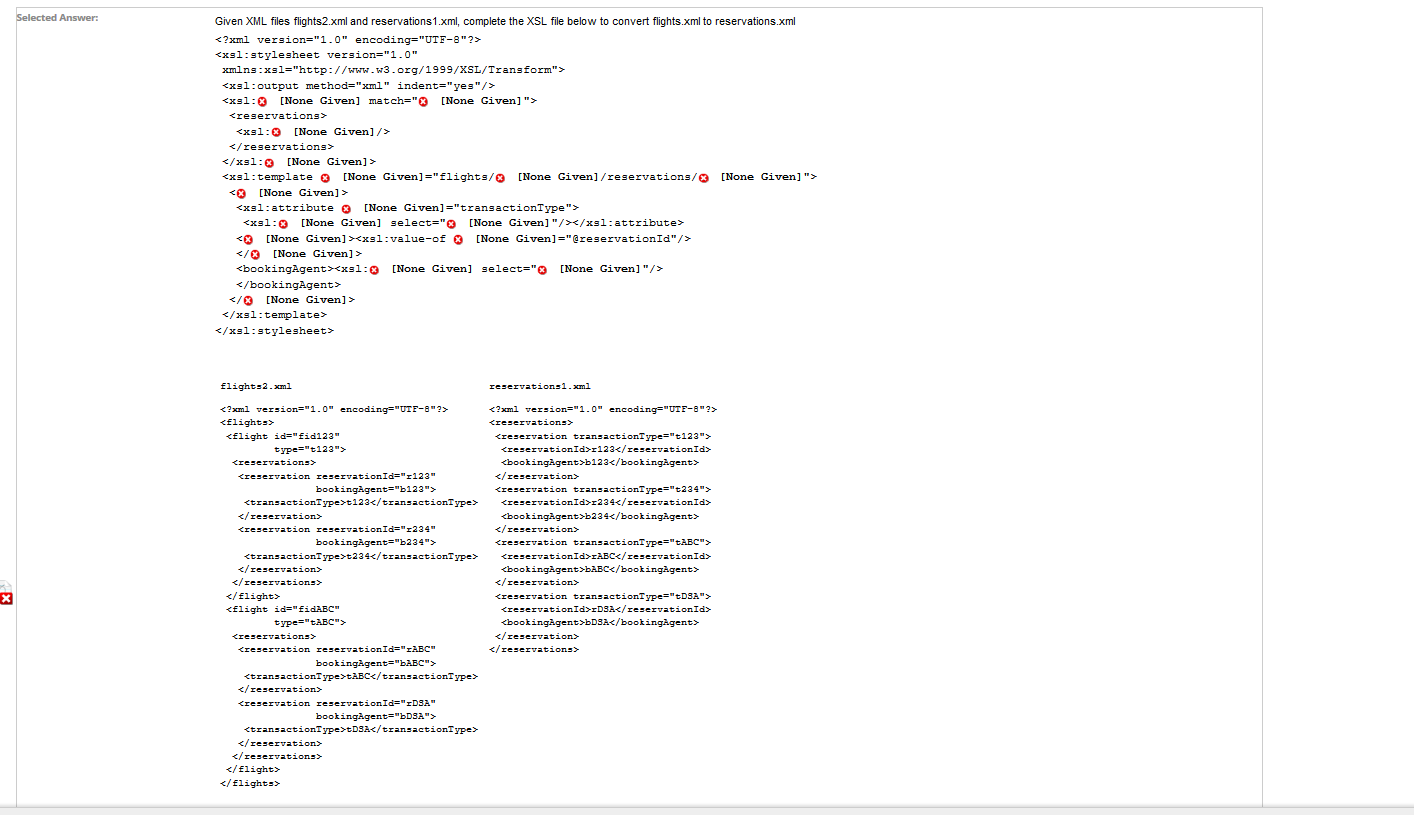 Selected Answer:
Given XML files flights2.xml and reservations1.xml, complete the XSL file below to convert flights.xml to reservations.xml
<?xml version="1.0" encoding="UTF-8"?>
<xsl:stylesheet version="1.0"
xmlns:xsl="http://www.w3.org/1999/XSL/Transform">
<xsl:output method="xml" indent="yes"/>
<xsl: [None Given] match=" [None Given]">
<reservations>
<xsl: [None Given]/>
</reservations>
</xsl: [None Given]>
<xsl:template [None Given]="flights/ [None Given]/reservations/ [None Given]">
< [None Given]>
<xsl:attribute [None Given]="transactionType">
<xsl: [None Given] select=" [None Given]"/></xsl:attribute>
< [None Given]><xsl:value-of [None Given]="@reservationId"/>
</ [None Given]>
<bookingAgent><xsl: [None Given] select=" [None Given]"/>
</bookingAgent>
</ [None Given]>
</xsl:template>
</xsl:stylesheet>
flights2.xml
<?xml version="1.0" encoding="UTF-8"?>
<flights>
<flight id="fid123"
type="t123">
<reservations>
<reservation reservationId="r123"
bookingAgent="b123">
<transactionType>t123</transactionType>
</reservation>
<reservation reservationId="r234"
bookingAgent="b234">
<transactionType>t234</transactionType>
</reservation>
</reservations>
</flight>
<flight id="fidABC"
type="tABC">
<reservations>
<reservation reservationId="rABC"
bookingAgent="bABC">
<transactionType>tABC</transactionType>
</reservation>
<reservation reservationId="rDSA"
bookingAgent="bDSA">
<transactionType>tDSA</transactionType>
</reservation>
</reservations>
</flight>
</flights>
reservations1.xml
<?xml version="1.0" encoding="UTF-8"?>
<reservations>
<reservation transactionType="t123">
<reservationId>r123</reservationId>
<bookingAgent>b123</bookingAgent>
</reservation>
<reservation transactionType="t234">
<reservationId>r234</reservationId>
<bookingAgent>b234</bookingAgent>
</reservation>
<reservation transactionType="tABC">
<reservationId>rABC</reservationId>
<bookingAgent>bABC</bookingAgent>
</reservation>
<reservation transactionType="tDSA">
<reservationId>rDSA</reservationId>
<bookingAgent>bDSA</bookingAgent>
</reservation>
</reservations>